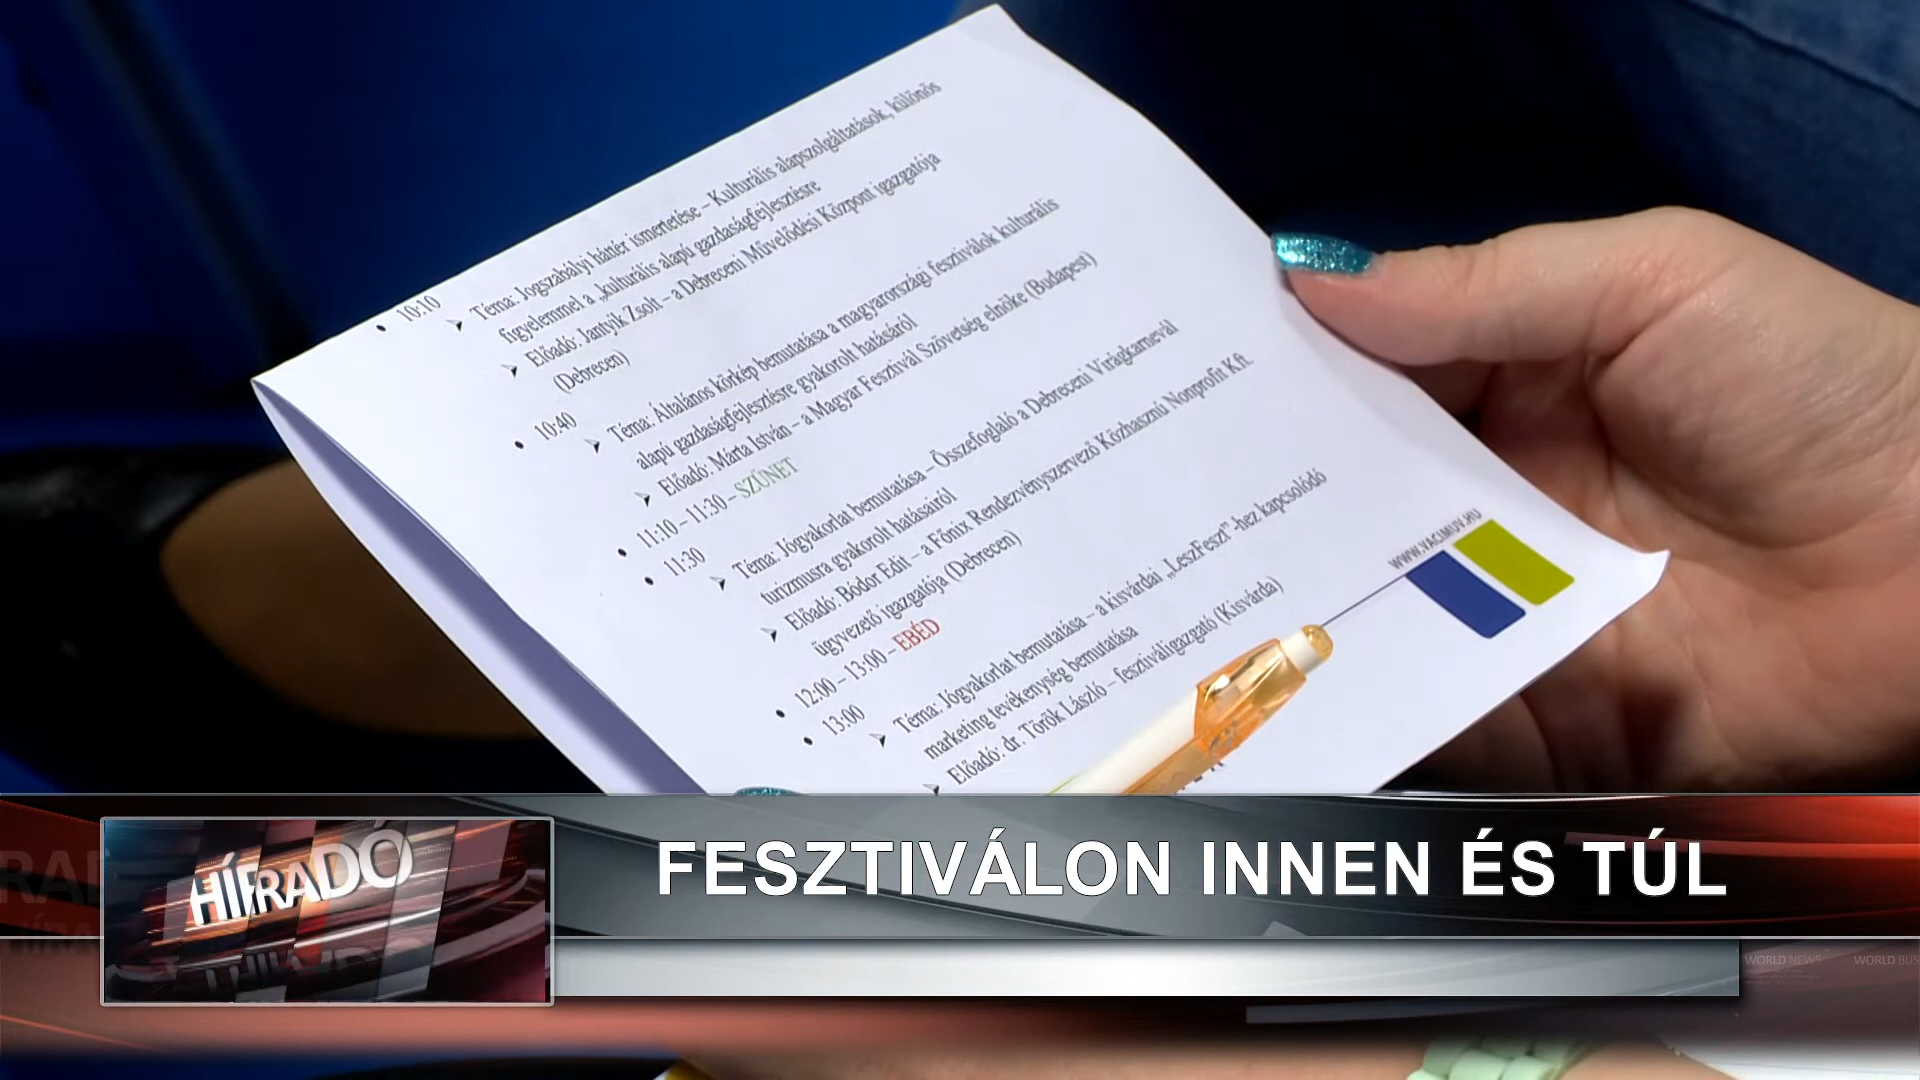 • 10:10
➤ Téma: Jogszabályi háttér ismertetése – Kulturális alapszolgáltatások, különös
figyelemmel a „kulturális alapú gazdaságfejlesztésre
➤ Előadó: Jantyik Zsolt – a Debreceni Művelődési Központ igazgatója
(Debrecen)
• 10:40
➤ Téma: Általános körkép bemutatása a magyarországi fesztiválok kulturális
alapú gazdaságfejlesztésre gyakorolt hatásáról
➤ Előadó: Márta István – a Magyar Fesztivál Szövetség elnöke (Budapest)
• 11:10 – 11:30 – SZÜNET
• 11:30
➤ Téma: Jógyakorlat bemutatása – Összefoglaló a Debreceni Virágkarnevál
turizmusra gyakorolt hatásairól
➤ Előadó: Bódor Edit – a Főnix Rendezvényszervező Közhasznú Nonprofit Kft.
ügyvezető igazgatója (Debrecen)
• 12:00 – 13:00 – EBÉD
• 13:00
➤ Téma: Jógyakorlat bemutatása – a kisvárdai „LeszFeszt” -hez kapcsolódó
marketing tevékenység bemutatása
➤ Előadó: dr. Török László – fesztiváligazgató (Kisvárda)
WWW.VACIMUV.HU
HÍRADÓ
FESZTIVÁLON INNEN ÉS TÚL
WORLD NEWS
WORLD BUS